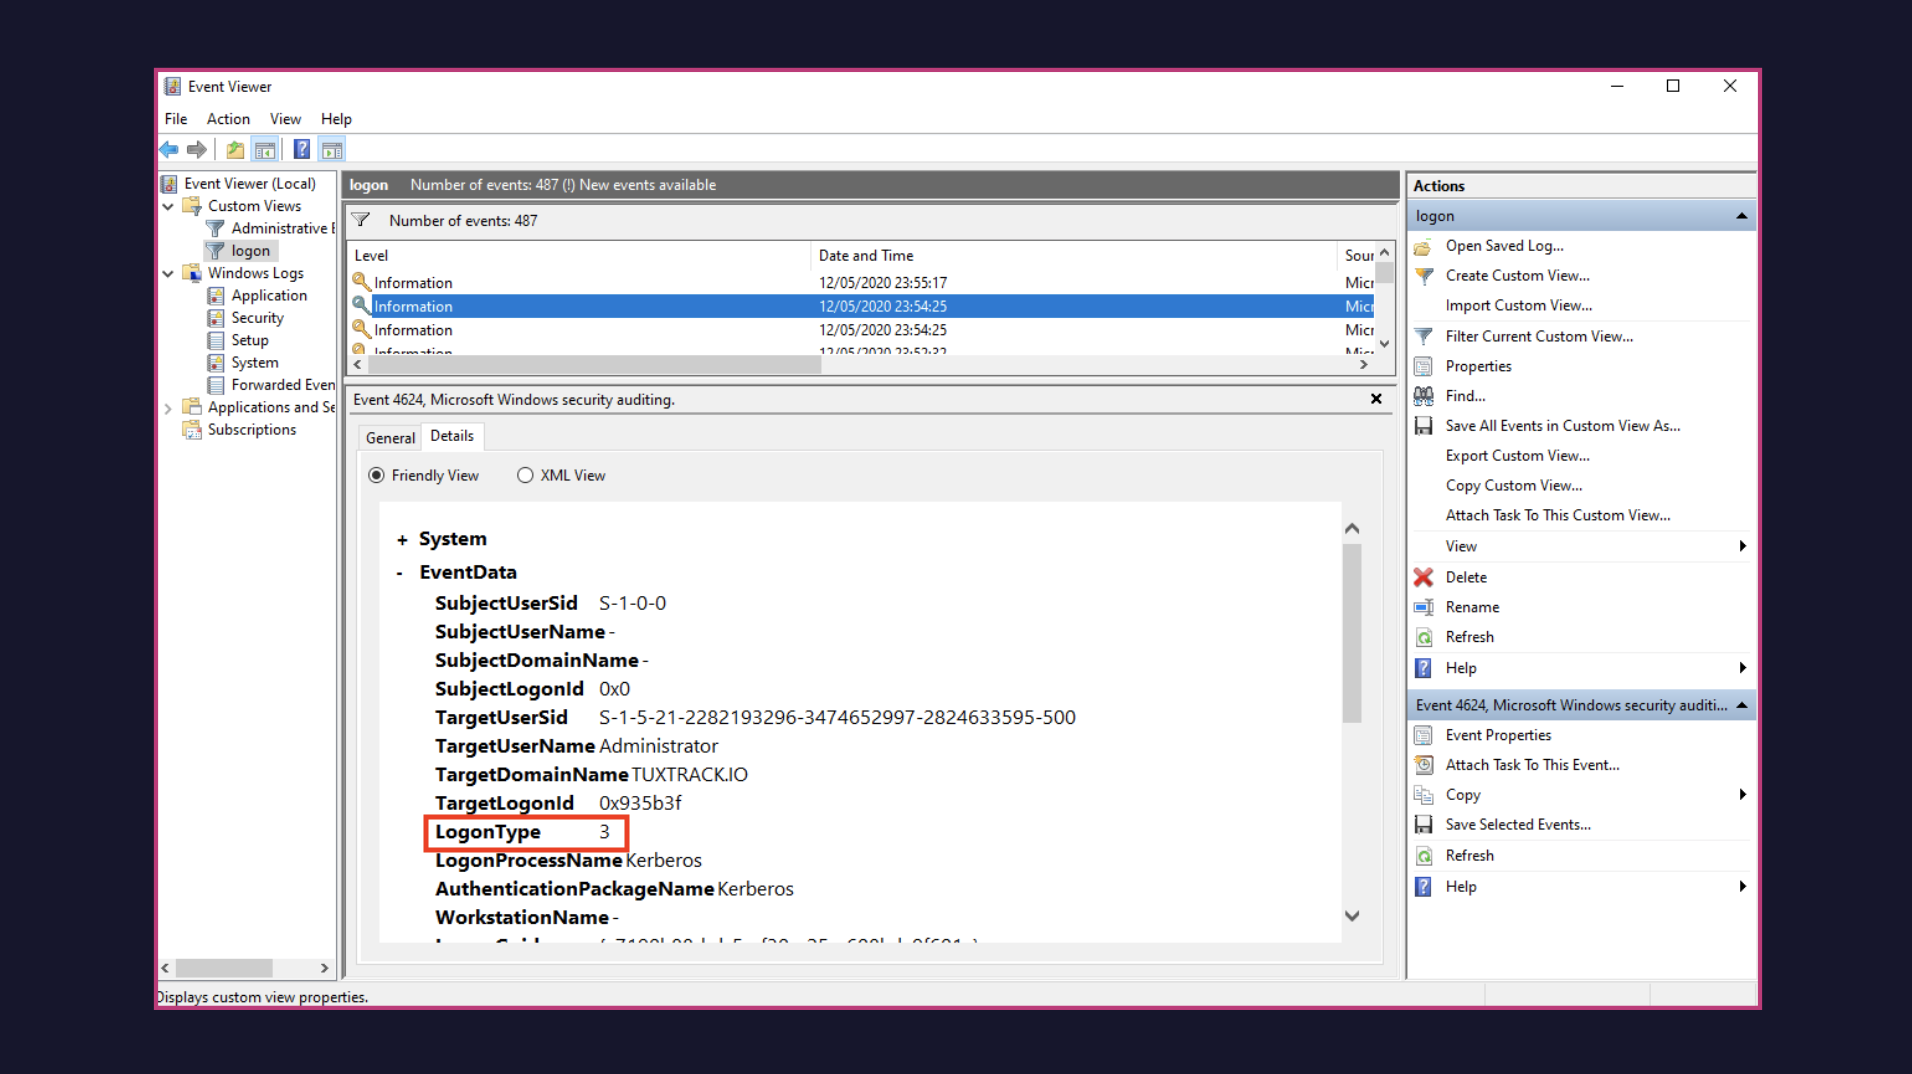 Event Viewer
File Action View Help
Event Viewer (Local)
Custom Views
Administrative E
logon
Windows Logs
Application
Security
Setup
System
Forwarded Even
Applications and Se
Subscriptions
logon Number of events: 487 (!) New events available
Number of events: 487
Level Date and Time Sour
Information 12/05/2020 23:55:17 Micr
Information 12/05/2020 23:54:25 Micr
Information 12/05/2020 23:54:25 Micr
Information 12/05/2020 23:52:32 Micr
Event 4624, Microsoft Windows security auditing.
General Details
Friendly View XML View
+ System
- EventData
SubjectUserSid S-1-0-0
SubjectUserName -
SubjectDomainName -
SubjectLogonId 0x0
TargetUserSid S-1-5-21-2282193296-3474652997-2824633595-500
TargetUserName Administrator
TargetDomainName TUXTRACK.IO
TargetLogonId 0x935b3f
LogonType 3
LogonProcessName Kerberos
AuthenticationPackageName Kerberos
WorkstationName -
Actions
logon
Open Saved Log...
Create Custom View...
Import Custom View...
Filter Current Custom View...
Properties
Find...
Save All Events in Custom View As...
Export Custom View...
Copy Custom View...
Attach Task To This Custom View...
View
Delete
Rename
Refresh
Help
Event 4624, Microsoft Windows security auditi...
Event Properties
Attach Task To This Event...
Copy
Save Selected Events...
Refresh
Help
Displays custom view properties.